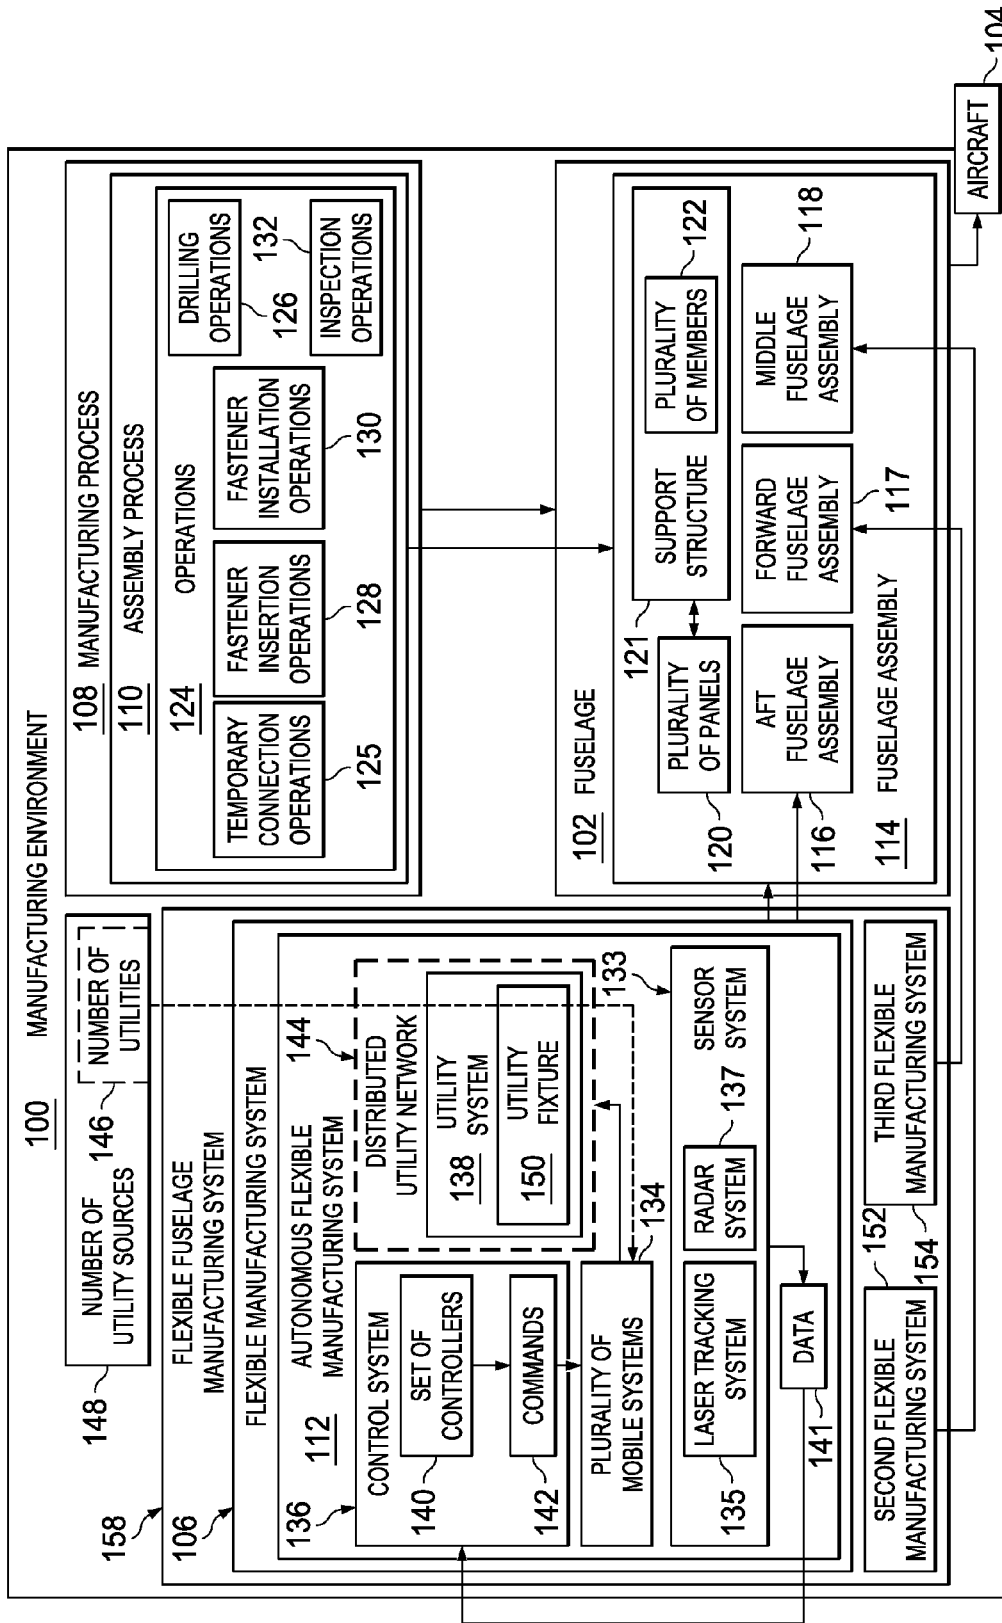 MANUFACTURING ENVIRONMENT
100
NUMBER OF
UTILITY SOURCES
148
NUMBER OF
UTILITIES
146
158
FLEXIBLE FUSELAGE
MANUFACTURING SYSTEM
106
FLEXIBLE MANUFACTURING SYSTEM
AUTONOMOUS FLEXIBLE
MANUFACTURING SYSTEM
112
136
CONTROL SYSTEM
SET OF
CONTROLLERS
140
COMMANDS
142
144
DISTRIBUTED
UTILITY NETWORK
UTILITY
SYSTEM
138
UTILITY
FIXTURE
150
PLURALITY OF
MOBILE SYSTEMS
134
133
SENSOR
SYSTEM
LASER TRACKING
SYSTEM
135
RADAR
SYSTEM
137
DATA
141
SECOND FLEXIBLE
MANUFACTURING SYSTEM
152
THIRD FLEXIBLE
MANUFACTURING SYSTEM
154
108
MANUFACTURING PROCESS
110
ASSEMBLY PROCESS
124
OPERATIONS
TEMPORARY
CONNECTION
OPERATIONS
125
FASTENER
INSERTION
OPERATIONS
128
FASTENER
INSTALLATION
OPERATIONS
130
DRILLING
OPERATIONS
126
132
INSPECTION
OPERATIONS
102
FUSELAGE
121
SUPPORT
STRUCTURE
PLURALITY
OF MEMBERS
122
PLURALITY
OF PANELS
120
AFT
FUSELAGE
ASSEMBLY
116
FORWARD
FUSELAGE
ASSEMBLY
117
MIDDLE
FUSELAGE
ASSEMBLY
118
114
FUSELAGE ASSEMBLY
AIRCRAFT
104